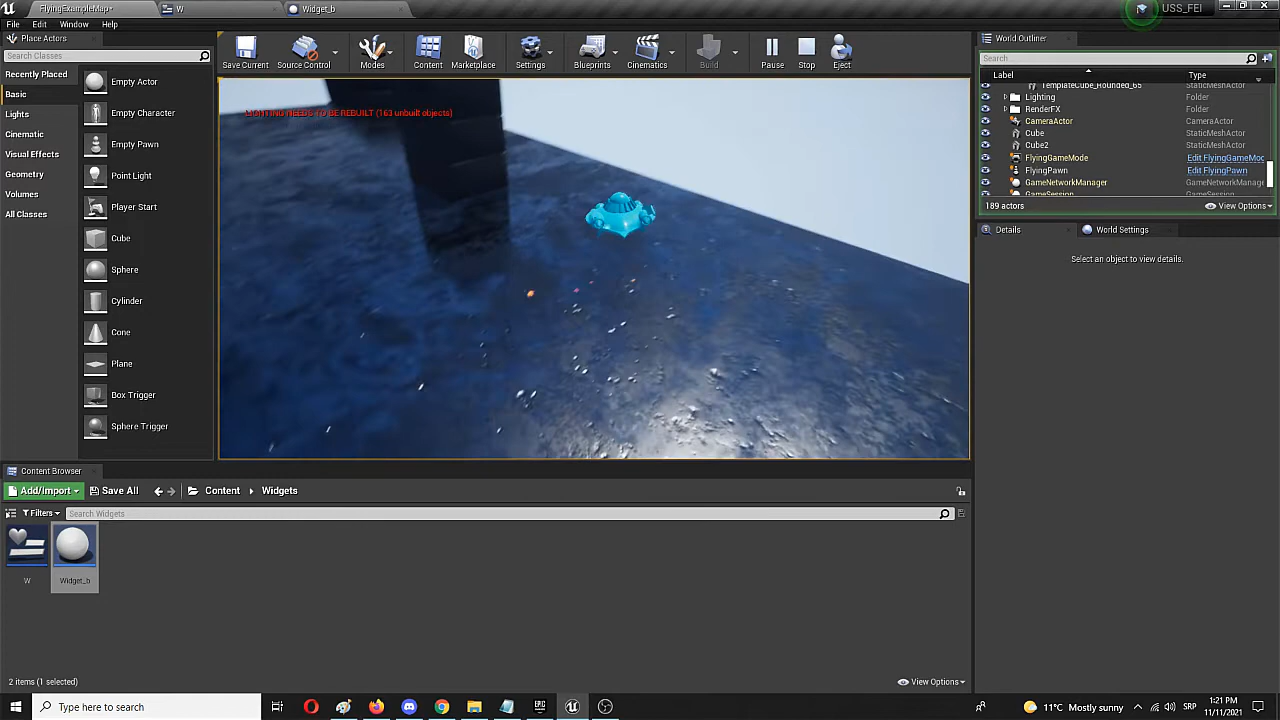 FlyingExampleMap*
W
Widget_b
USS_FEI
File
Edit
Window
Help
Place Actors
World Outliner
Search Classes
Save Current
Source Control
Modes
Content
Marketplace
Settings
Blueprints
Cinematics
Build
Pause
Stop
Eject
Search
Label
Type
Recently Placed
Basic
Lights
Cinematic
Visual Effects
Geometry
Volumes
All Classes
Empty Actor
Empty Character
Empty Pawn
Point Light
Player Start
Cube
Sphere
Cylinder
Cone
Plane
Box Trigger
Sphere Trigger
LIGHTING NEEDS TO BE REBUILT (163 unbuilt objects)
TemplateCube_Rounded_65 StaticMeshActor
Lighting Folder
RenderFX Folder
CameraActor CameraActor
Cube StaticMeshActor
Cube2 StaticMeshActor
FlyingGameMode Edit FlyingGameMod
FlyingPawn Edit FlyingPawn
GameNetworkManager GameNetworkManage
GameSession GameSession
189 actors
View Options
Details
World Settings
Select an object to view details.
Content Browser
Add/Import
Save All
Content
Widgets
Filters
Search Widgets
W
Widget_b
2 items (1 selected)
View Options
Type here to search
11°C Mostly sunny
SRP
1:21 PM
11/11/2021